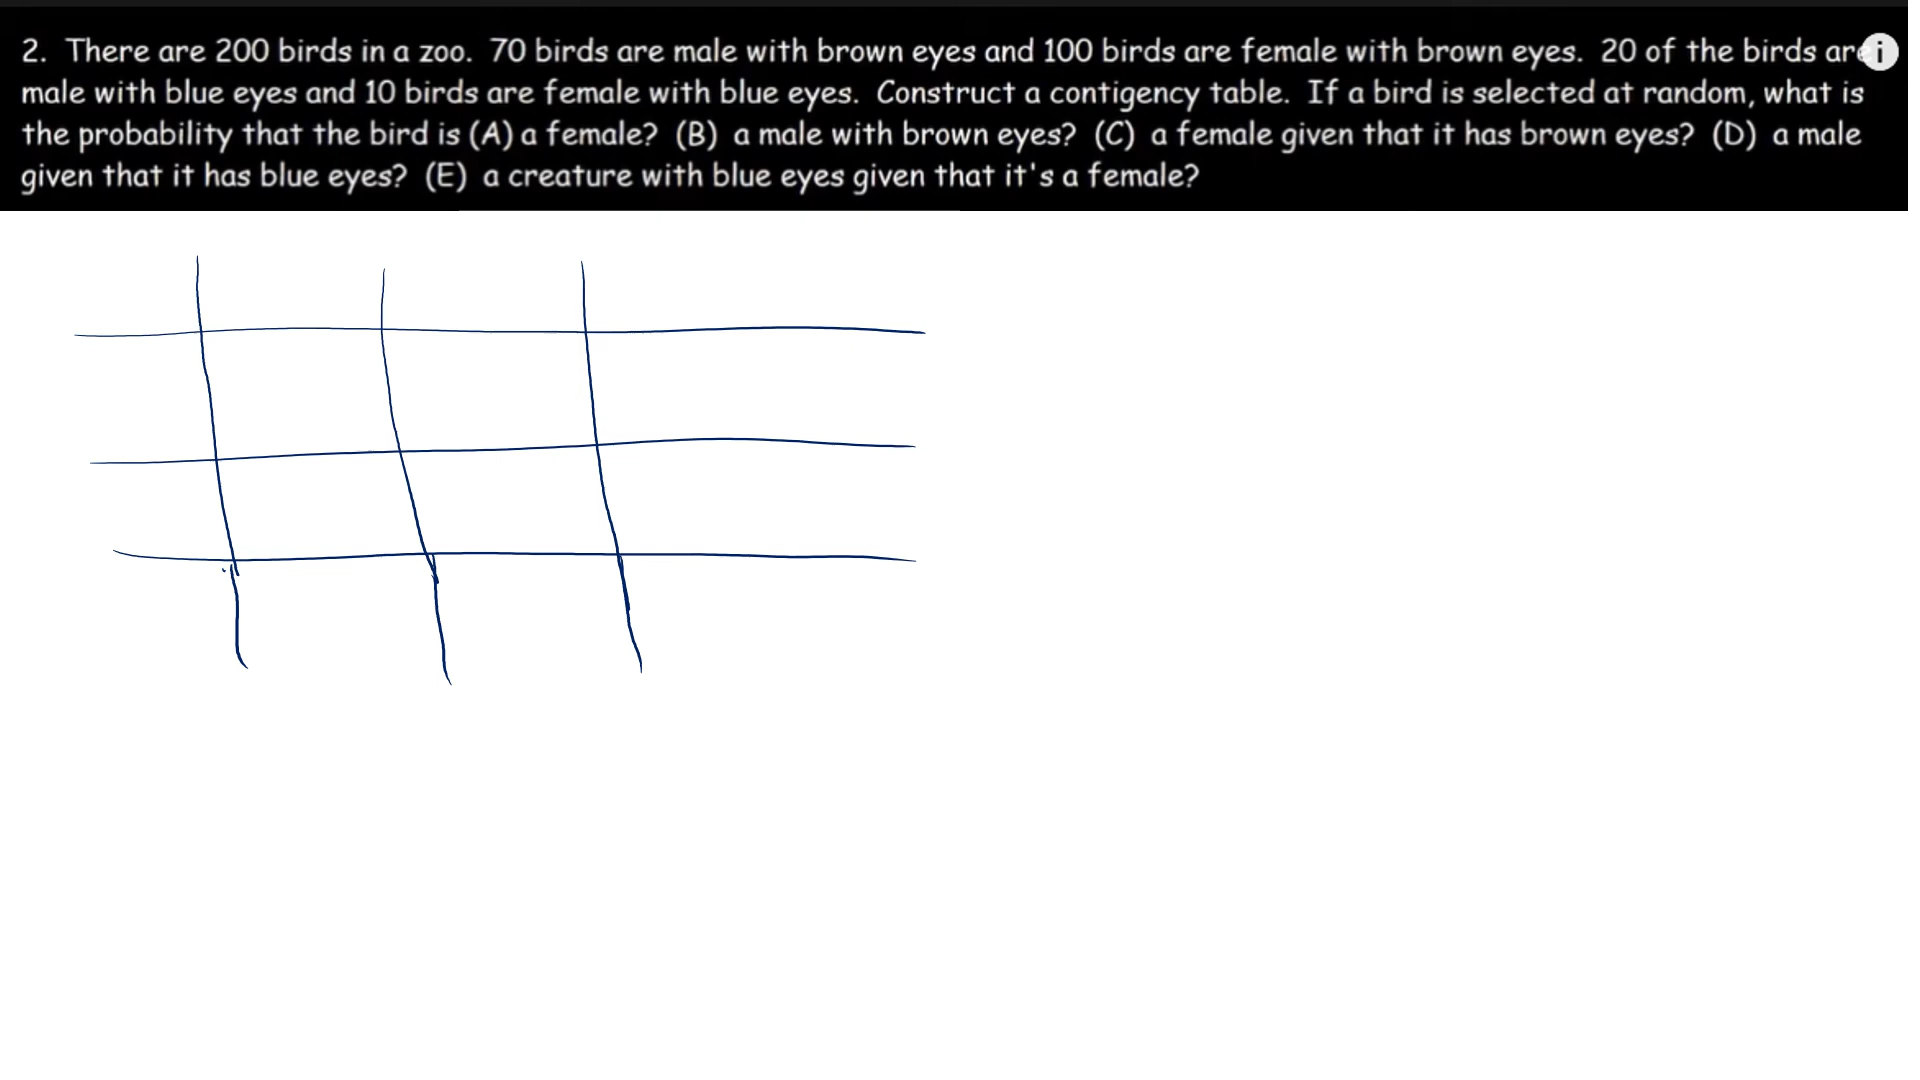 2. There are 200 birds in a zoo. 70 birds are male with brown eyes and 100 birds are female with brown eyes. 20 of the birds are
male with blue eyes and 10 birds are female with blue eyes. Construct a contigency table. If a bird is selected at random, what is
the probability that the bird is (A) a female? (B) a male with brown eyes? (C) a female given that it has brown eyes? (D) a male
given that it has blue eyes? (E) a creature with blue eyes given that it's a female?